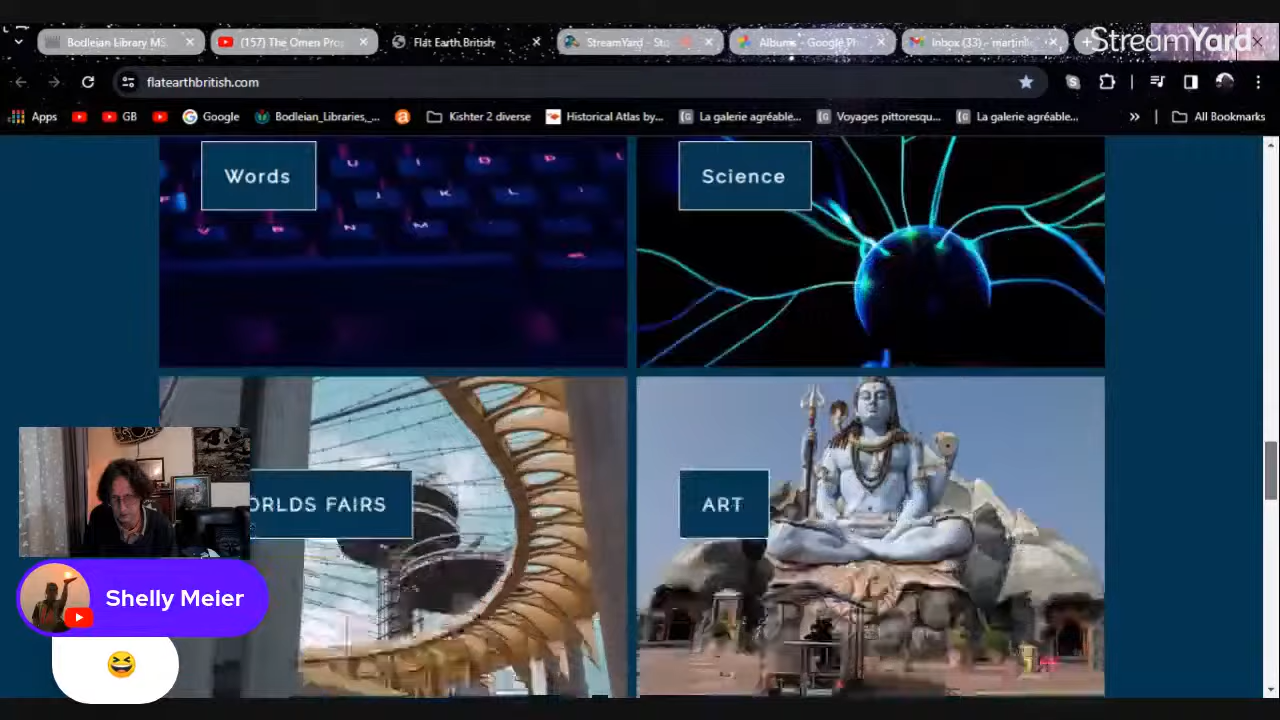 StreamYard
Bodleian Library MS.
(157) The Omen Pro
Flat Earth British
StreamYard - Stu
Albums - Google Ph
Inbox (33) - martinl
flatearthbritish.com
Apps
GB
Google
Bodleian_Libraries_...
Kishter 2 diverse
Historical Atlas by...
La galerie agréable...
Voyages pittoresqu...
La galerie agréable...
All Bookmarks
Words
Science
ORLDS FAIRS
ART
Shelly Meier